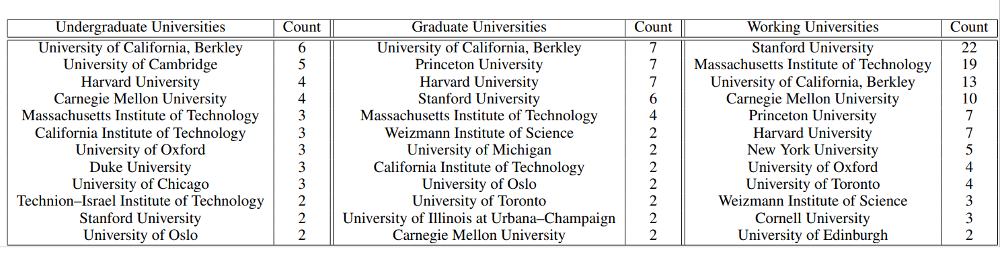 Undergraduate Universities Count Graduate Universities Count Working Universities Count
University of California, Berkley 6 University of California, Berkley 7 Stanford University 22
University of Cambridge 5 Princeton University 7 Massachusetts Institute of Technology 19
Harvard University 4 Harvard University 7 University of California, Berkley 13
Carnegie Mellon University 4 Stanford University 6 Carnegie Mellon University 10
Massachusetts Institute of Technology 3 Massachusetts Institute of Technology 4 Princeton University 7
California Institute of Technology 3 Weizmann Institute of Science 2 Harvard University 7
University of Oxford 3 University of Michigan 2 New York University 5
Duke University 3 California Institute of Technology 2 University of Oxford 4
University of Chicago 3 University of Oslo 2 University of Toronto 4
Technion–Israel Institute of Technology 2 University of Toronto 2 Weizmann Institute of Science 3
Stanford University 2 University of Illinois at Urbana–Champaign 2 Cornell University 3
University of Oslo 2 Carnegie Mellon University 2 University of Edinburgh 2